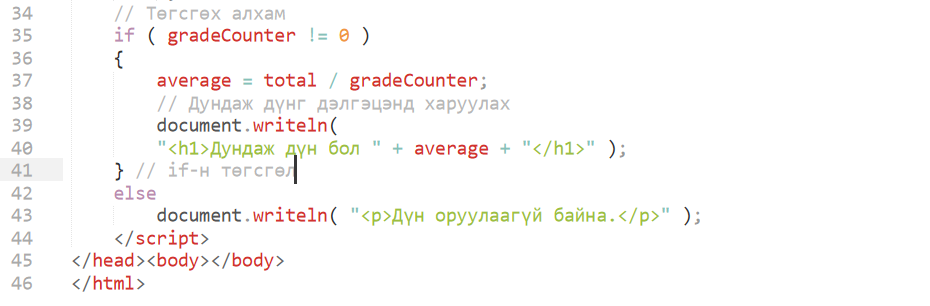 34 // Төгсгөх алхам
35 if ( gradeCounter != 0 )
36 {
37 average = total / gradeCounter;
38 // Дундаж дүнг дэлгэцэнд харуулах
39 document.writeln(
40 "<h1>Дундаж дүн бол " + average + "</h1>" );
41 } // if-н төгсгөл
42 else
43 document.writeln( "<p>Дүн оруулаагүй байна.</p>" );
44 </script>
45 </head><body></body>
46 </html>